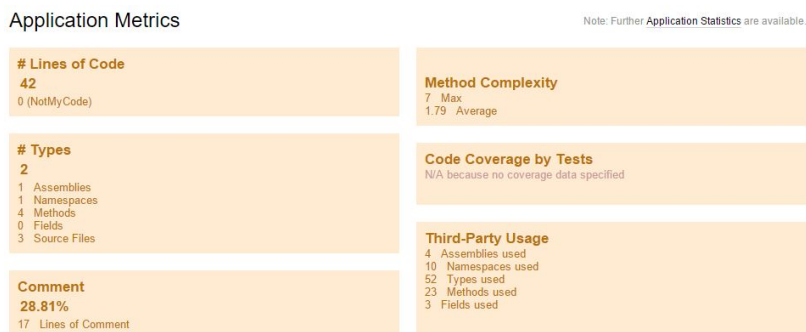 Application Metrics
Note: Further Application Statistics are available.
# Lines of Code
42
0 (NotMyCode)
# Types
2
1 Assemblies
1 Namespaces
4 Methods
0 Fields
3 Source Files
Comment
28.81%
17 Lines of Comment
Method Complexity
7 Max
1.79 Average
Code Coverage by Tests
N/A because no coverage data specified
Third-Party Usage
4 Assemblies used
10 Namespaces used
52 Types used
23 Methods used
3 Fields used